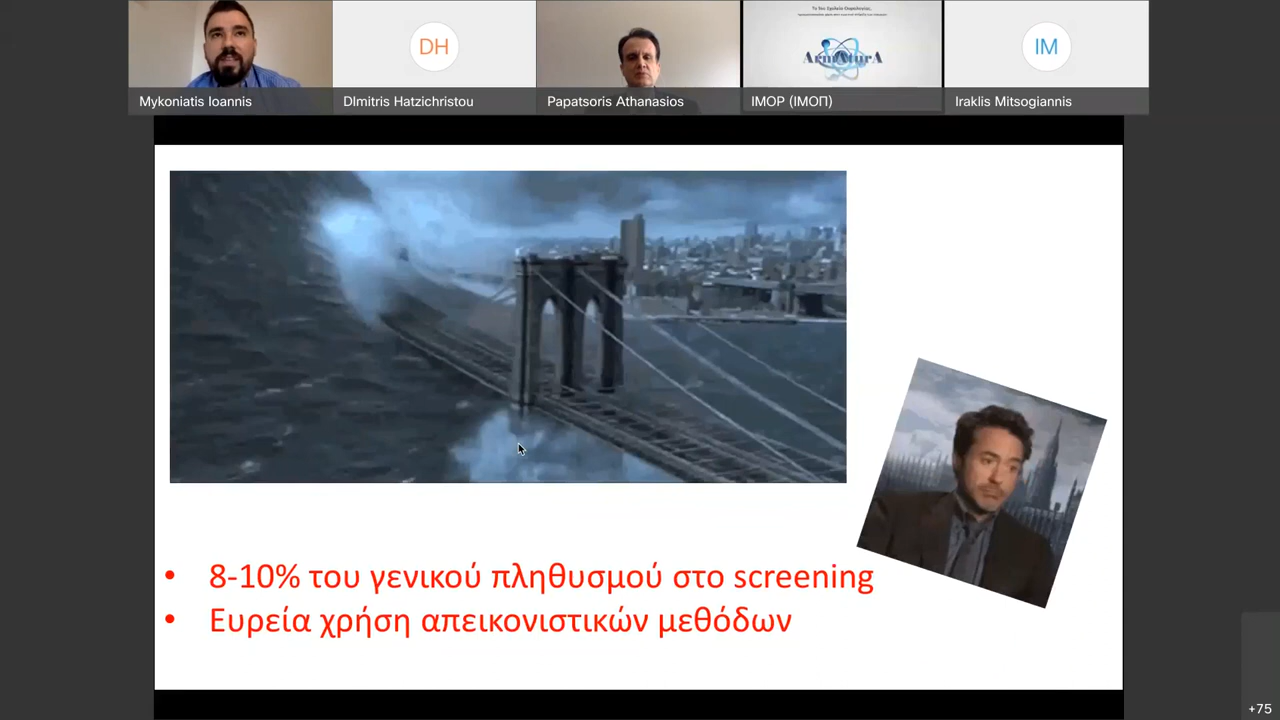 Mykoniatis Ioannis
DImitris Hatzichristou
Papatsoris Athanasios
IMOP (ΙΜΟΠ)
Iraklis Mitsogiannis
DH
IM
ArmAturA
• 8-10% του γενικού πληθυσμού στο screening
• Ευρεία χρήση απεικονιστικών μεθόδων
+75